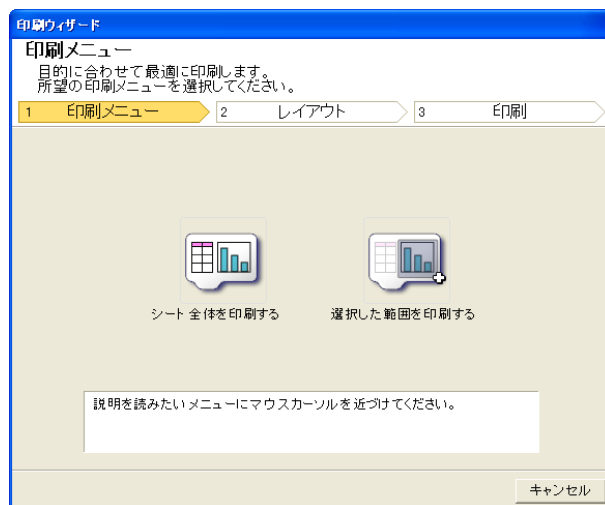 印刷ウィザード
印刷メニュー
目的に合わせて最適に印刷します。
所望の印刷メニューを選択してください。
1 印刷メニュー 2 レイアウト 3 印刷
シート全体を印刷する 選択した範囲を印刷する
説明を読みたいメニューにマウスカーソルを近づけてください。
キャンセル